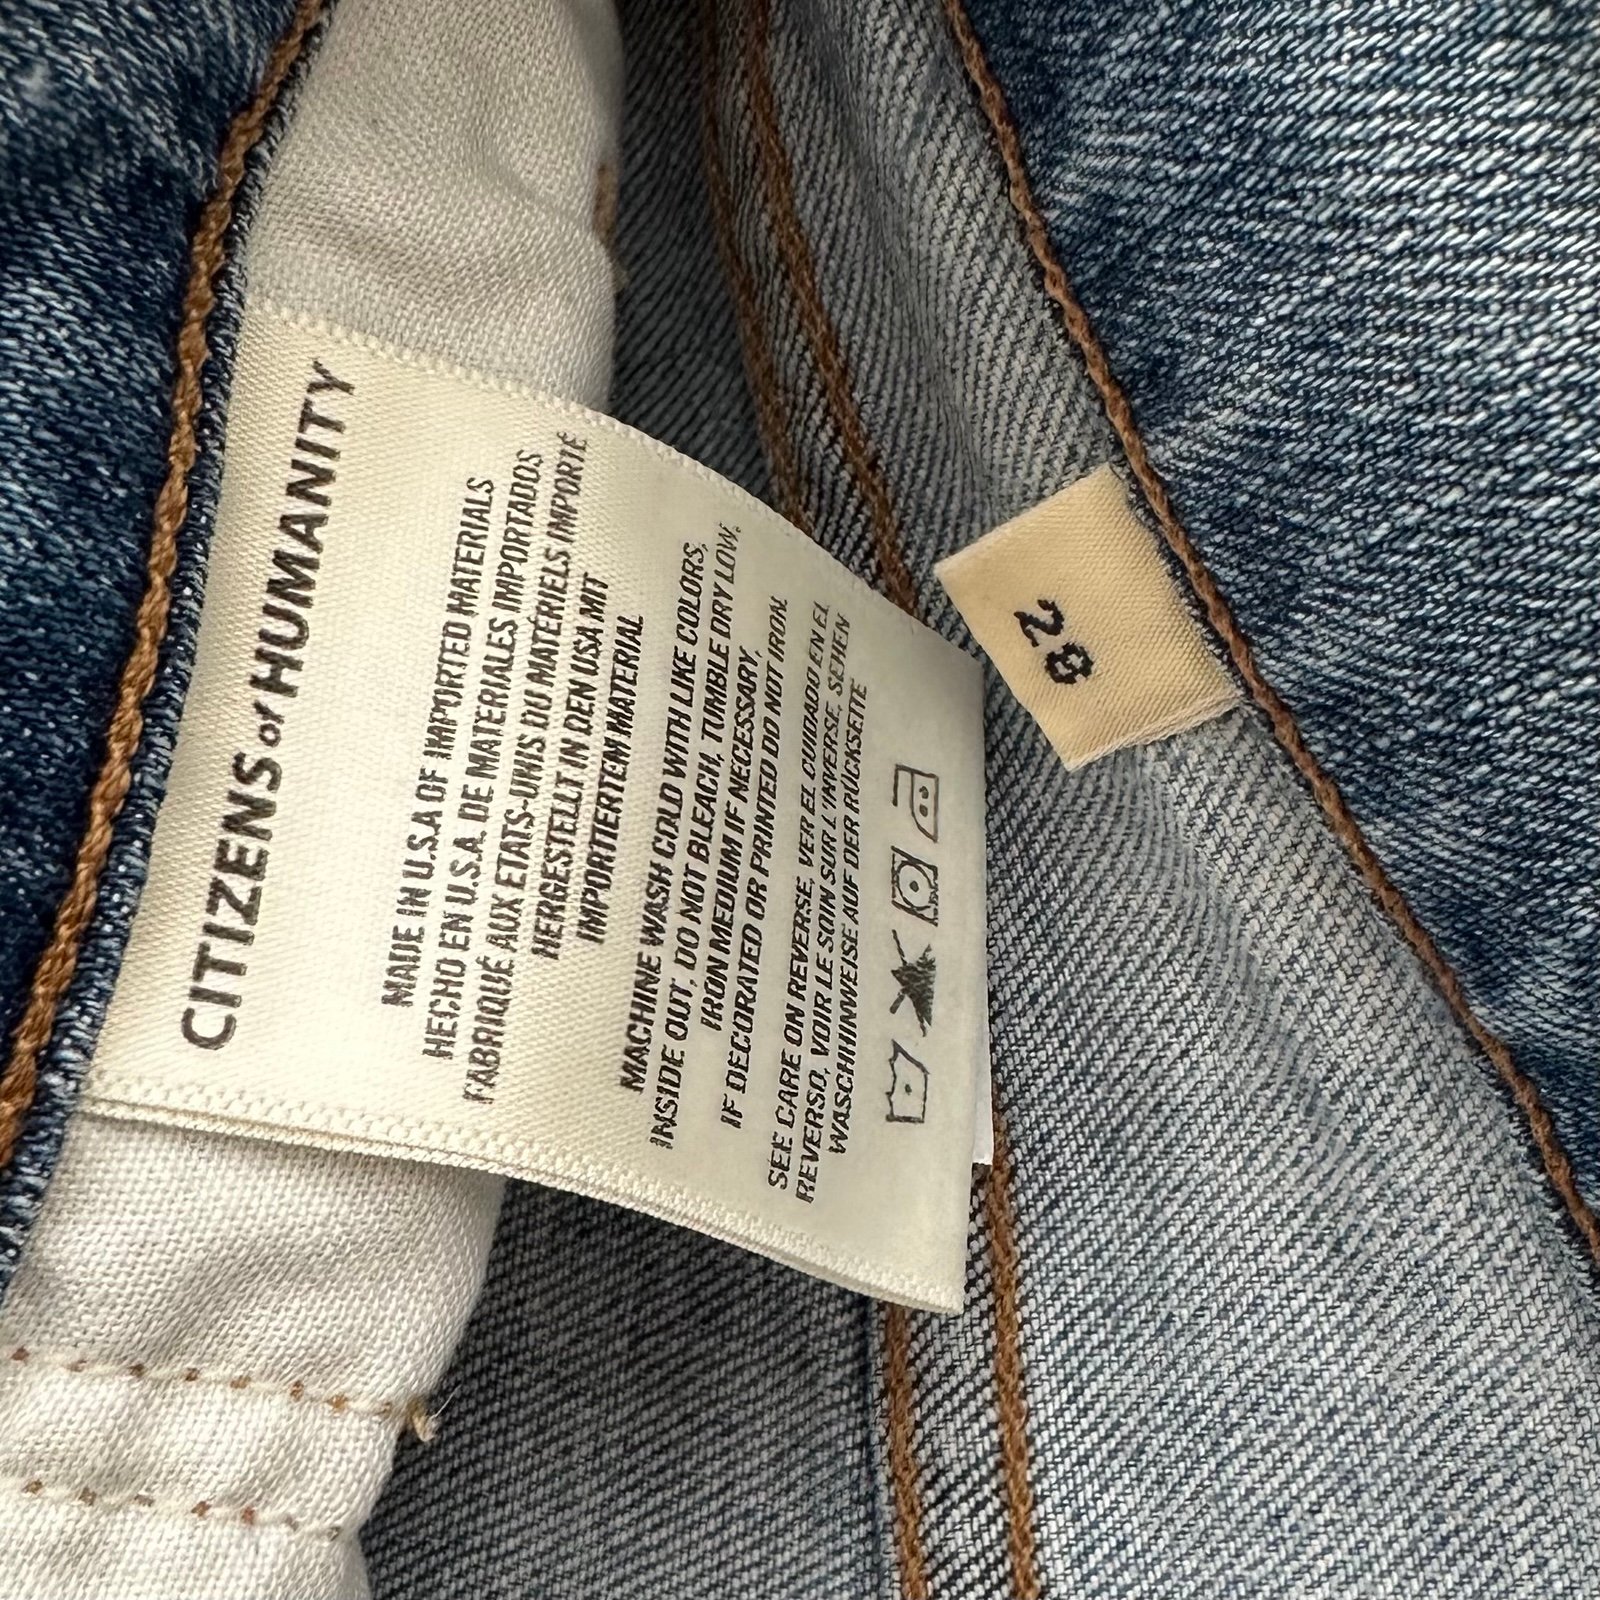 CITIZENS of HUMANITY
MADE IN U.S.A OF IMPORTED MATERIALS
HECHO EN U.S.A. DE MATERIALES IMPORTADOS
FABRIQUÉ AUX ETATS-UNIS DU MATÉRIELS IMPORTÉ
HERGESTELLT IN DEN USA MIT
IMPORTIERTEM MATERIAL
MACHINE WASH COLD WITH LIKE COLORS,
INSIDE OUT, DO NOT BLEACH, TUMBLE DRY LOW,
IRON MEDIUM IF NECESSARY,
IF DECORATED OR PRINTED DO NOT IRON.
SEE CARE ON REVERSE, VER EL CUIDADO EN EL
REVERSO, VOIR LE SOIN SUR L'INVERSE, SEHEN
WASCHHINWEISE AUF DER RÜCKSEITE
28